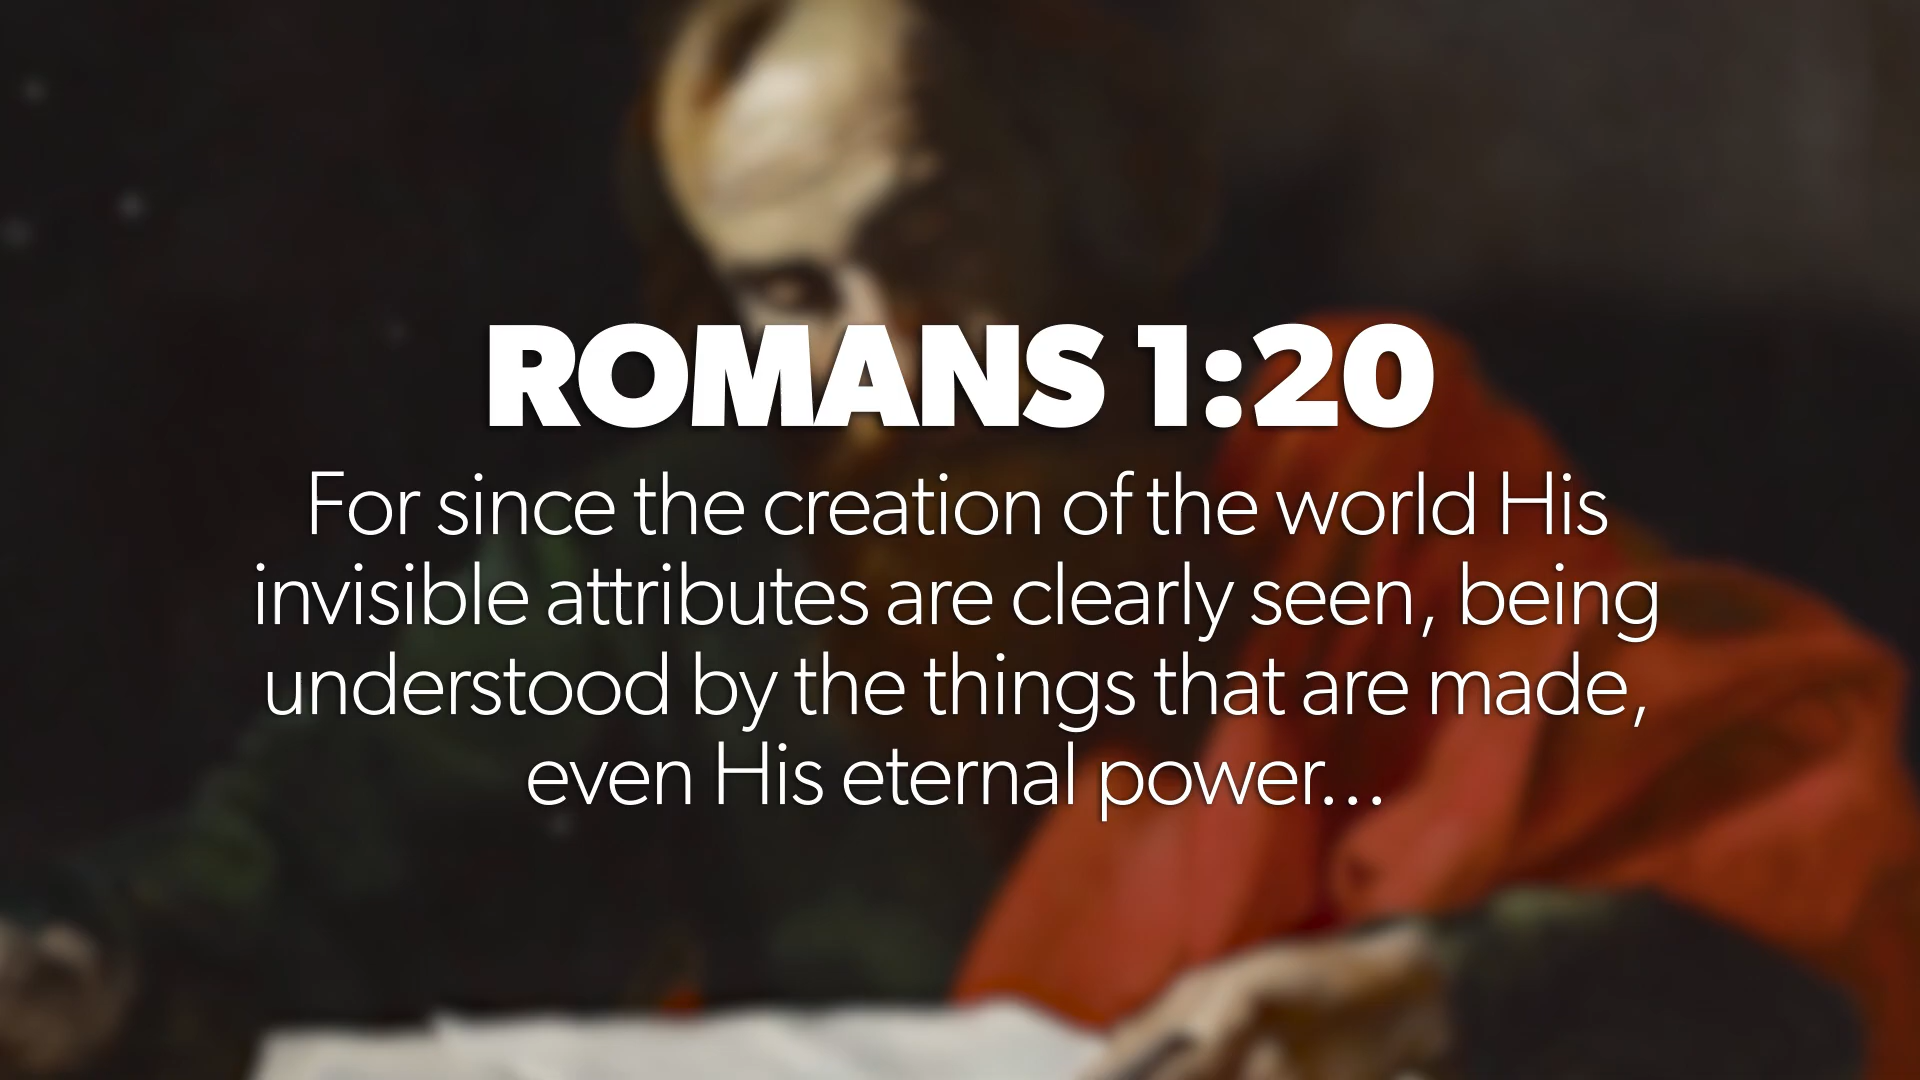 ROMANS 1:20
For since the creation of the world His
invisible attributes are clearly seen, being
understood by the things that are made,
even His eternal power...